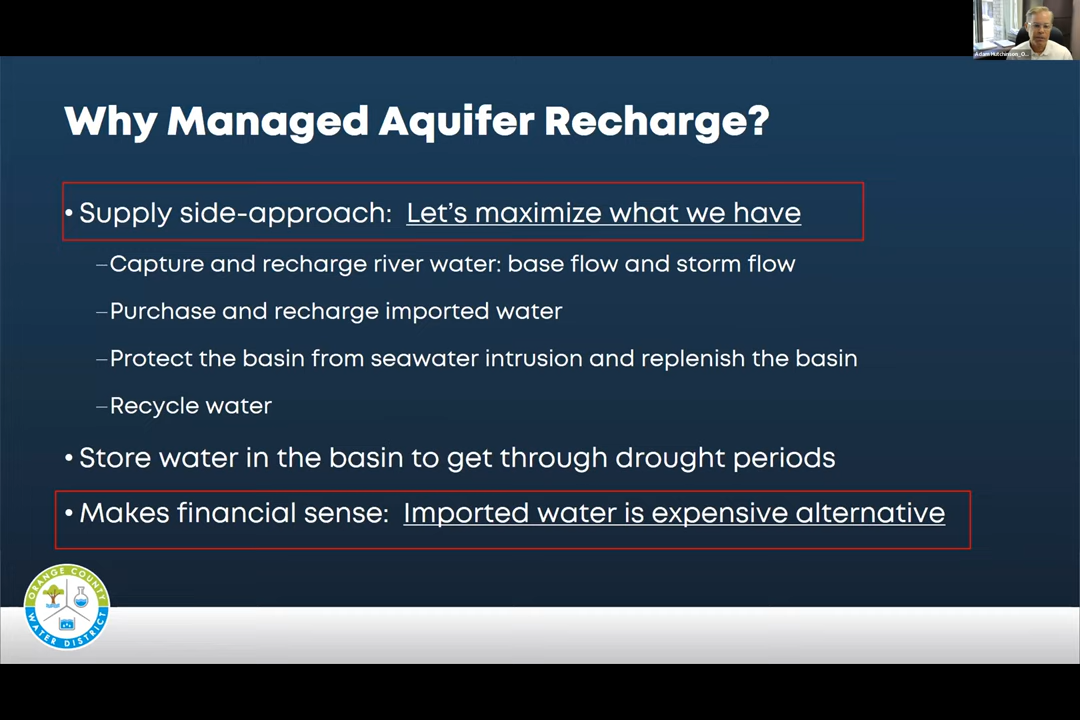 Adam Hutchinson_O...
Why Managed Aquifer Recharge?
• Supply side-approach: Let's maximize what we have
–Capture and recharge river water: base flow and storm flow
–Purchase and recharge imported water
–Protect the basin from seawater intrusion and replenish the basin
–Recycle water
• Store water in the basin to get through drought periods
• Makes financial sense: Imported water is expensive alternative
ORANGE COUNTY
WATER DISTRICT